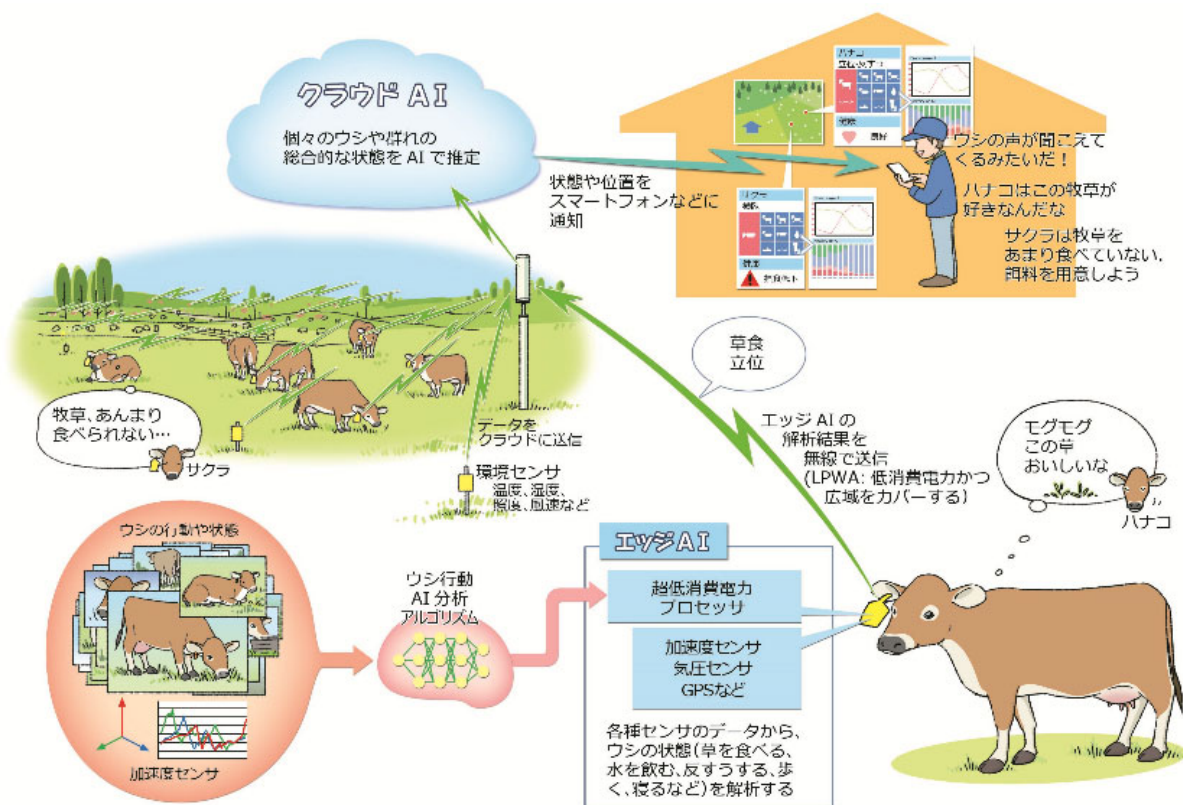 クラウドAI
個々のウシや群れの
総合的な状態をAIで推定
状態や位置を
スマートフォンなどに
通知
ハナコ
健康
良好
サクラ
健康
ウシの声が聞こえて
くるみたいだ！
ハナコはこの牧草が
好きなんだな
サクラは牧草を
あまり食べていない、
餌料を用意しよう
牧草、あんまり
食べられない…
サクラ
データを
クラウドに送信
環境センサ
温度、湿度、
照度、風速など
草食
立位
エッジAIの
解析結果を
無線で送信
(LPWA: 低消費電力かつ
広域をカバーする)
モグモグ
この草
おいしいな
ハナコ
ウシの行動や状態
加速度センサ
ウシ行動
AI分析
アルゴリズム
エッジAI
超低消費電力
プロセッサ
加速度センサ
気圧センサ
GPSなど
各種センサのデータから、
ウシの状態(草を食べる、
水を飲む、反すうする、歩
く、寝るなど)を解析する